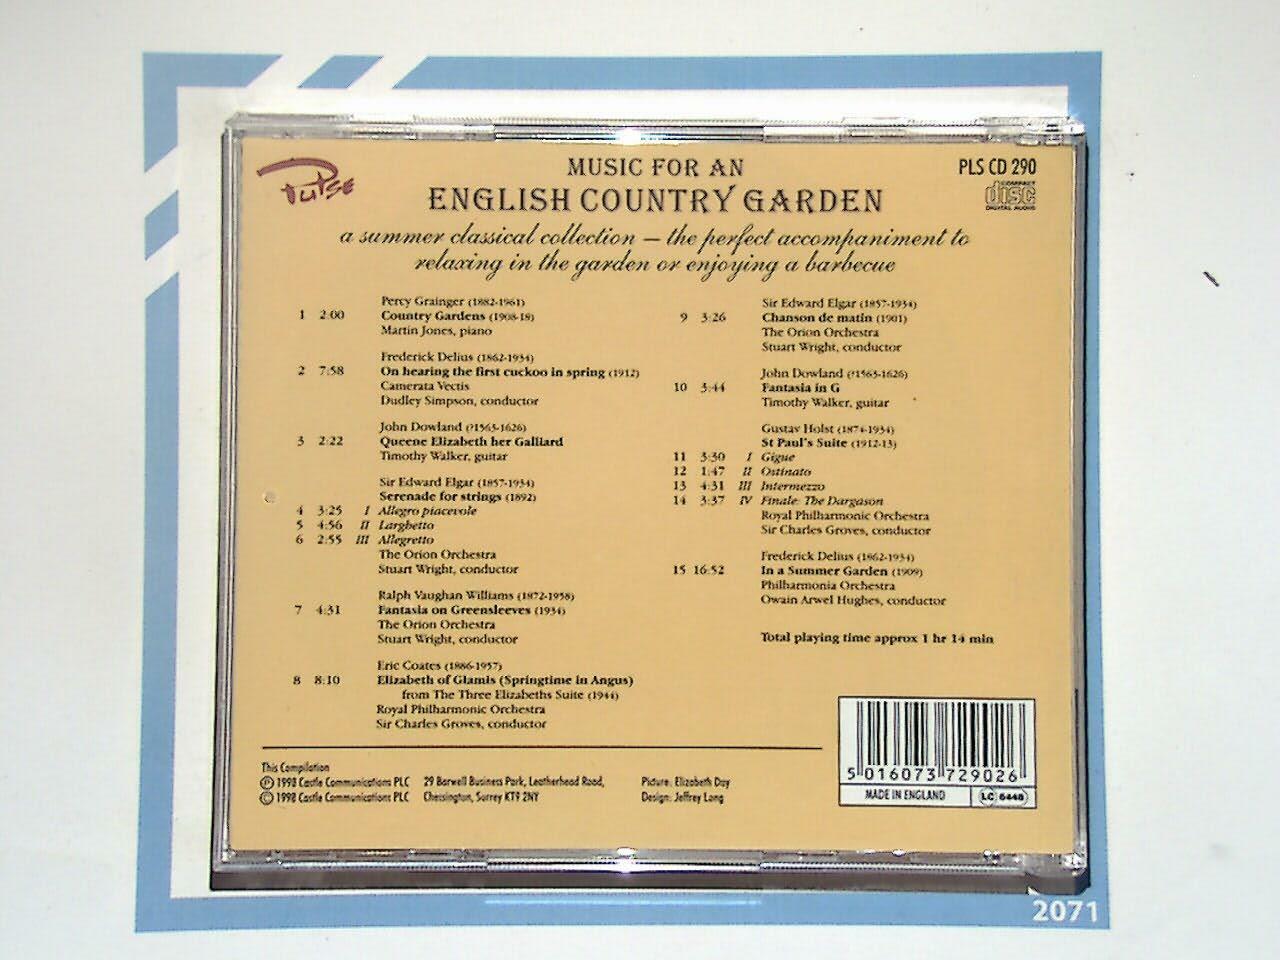 Pulse
MUSIC FOR AN
ENGLISH COUNTRY GARDEN
PLS CD 290
COMPACT
disc
DIGITAL AUDIO
a summer classical collection – the perfect accompaniment to
relaxing in the garden or enjoying a barbecue
Percy Grainger (1882-1961)
1 2:00 Country Gardens (1908-18)
Martin Jones, piano
Frederick Delius (1862-1934)
2 7:58 On hearing the first cuckoo in spring (1912)
Camerata Vectis
Dudley Simpson, conductor
John Dowland (?1563-1626)
3 2:22 Queene Elizabeth her Galliard
Timothy Walker, guitar
Sir Edward Elgar (1857-1934)
Serenade for strings (1892)
4 3:25 I Allegro piacevole
5 4:56 II Larghetto
6 2:55 III Allegretto
The Orion Orchestra
Stuart Wright, conductor
Ralph Vaughan Williams (1872-1958)
7 4:31 Fantasia on Greensleeves (1934)
The Orion Orchestra
Stuart Wright, conductor
Eric Coates (1886-1957)
8 8:10 Elizabeth of Glamis (Springtime in Angus)
from The Three Elizabeths Suite (1944)
Royal Philharmonic Orchestra
Sir Charles Groves, conductor
Sir Edward Elgar (1857-1934)
9 3:26 Chanson de matin (1901)
The Orion Orchestra
Stuart Wright, conductor
John Dowland (?1563-1626)
10 3:44 Fantasia in G
Timothy Walker, guitar
Gustav Holst (1874-1934)
St Paul's Suite (1912-13)
11 3:30 I Gigue
12 1:47 II Ostinato
13 4:31 III Intermezzo
14 3:37 IV Finale: The Dargason
Royal Philharmonic Orchestra
Sir Charles Groves, conductor
Frederick Delius (1862-1934)
15 16:52 In a Summer Garden (1909)
Philharmonia Orchestra
Owain Arwel Hughes, conductor
Total playing time approx 1 hr 14 min
This Compilation
℗ 1998 Castle Communications PLC 29 Barwell Business Park, Leatherhead Road, Picture: Elizabeth Day
© 1998 Castle Communications PLC Chessington, Surrey KT9 2NY Design: Jeffrey Long
5 016073 729026
MADE IN ENGLAND LC 6448
2071